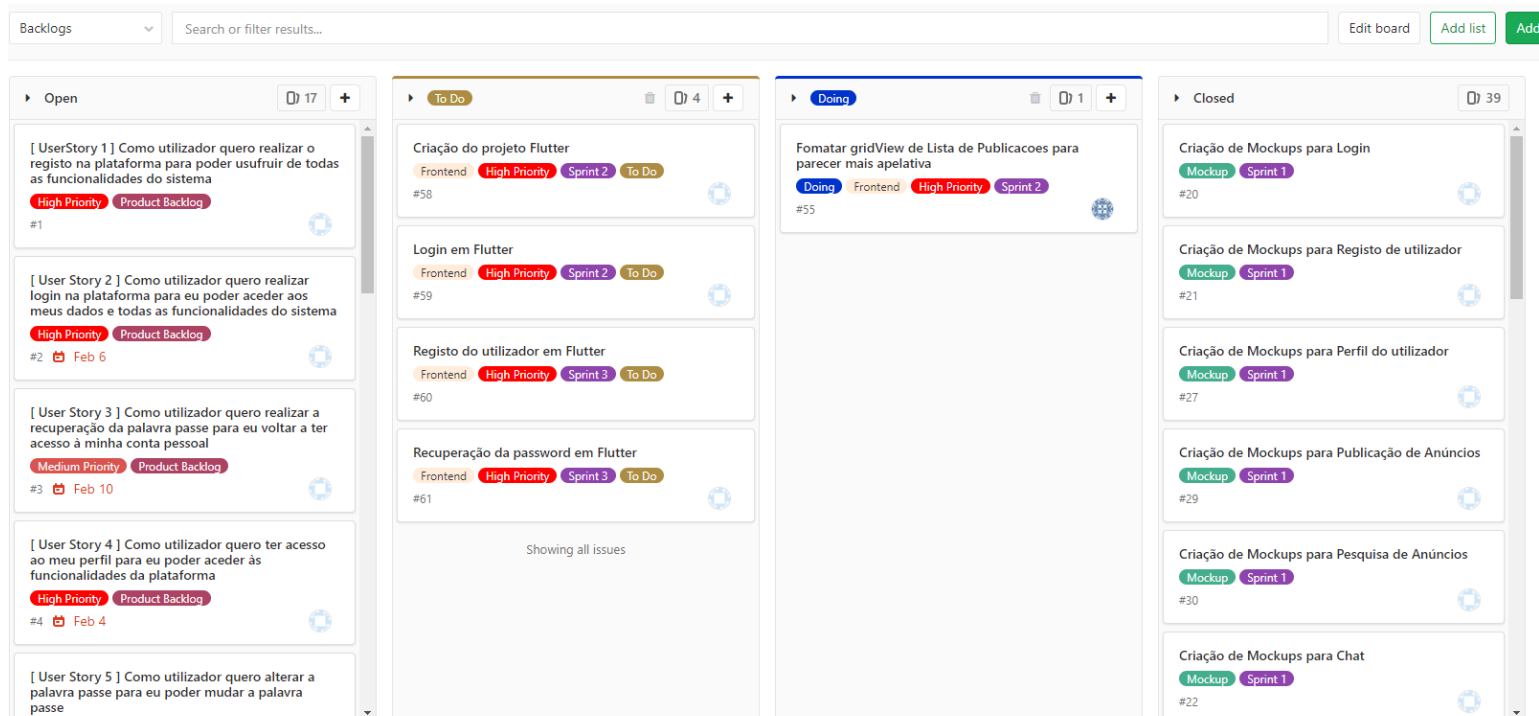 Backlogs
Search or filter results...
Edit board
Add list
Add
Open
17
[ UserStory 1 ] Como utilizador quero realizar o
registo na plataforma para poder usufruir de todas
as funcionalidades do sistema
High Priority Product Backlog
#1
[ User Story 2 ] Como utilizador quero realizar
login na plataforma para eu poder aceder aos
meus dados e todas as funcionalidades do sistema
High Priority Product Backlog
#2 Feb 6
[ User Story 3 ] Como utilizador quero realizar a
recuperação da palavra passe para eu voltar a ter
acesso à minha conta pessoal
Medium Priority Product Backlog
#3 Feb 10
[ User Story 4 ] Como utilizador quero ter acesso
ao meu perfil para eu poder aceder às
funcionalidades da plataforma
High Priority Product Backlog
#4 Feb 4
[ User Story 5 ] Como utilizador quero alterar a
palavra passe para eu poder mudar a palavra
passe
To Do
4
Criação do projeto Flutter
Frontend High Priority Sprint 2 To Do
#58
Login em Flutter
Frontend High Priority Sprint 2 To Do
#59
Registo do utilizador em Flutter
Frontend High Priority Sprint 3 To Do
#60
Recuperação da password em Flutter
Frontend High Priority Sprint 3 To Do
#61
Showing all issues
Doing
1
Fomatar gridView de Lista de Publicacoes para
parecer mais apelativa
Doing Frontend High Priority Sprint 2
#55
Closed
39
Criação de Mockups para Login
Mockup Sprint 1
#20
Criação de Mockups para Registo de utilizador
Mockup Sprint 1
#21
Criação de Mockups para Perfil do utilizador
Mockup Sprint 1
#27
Criação de Mockups para Publicação de Anúncios
Mockup Sprint 1
#29
Criação de Mockups para Pesquisa de Anúncios
Mockup Sprint 1
#30
Criação de Mockups para Chat
Mockup Sprint 1
#22